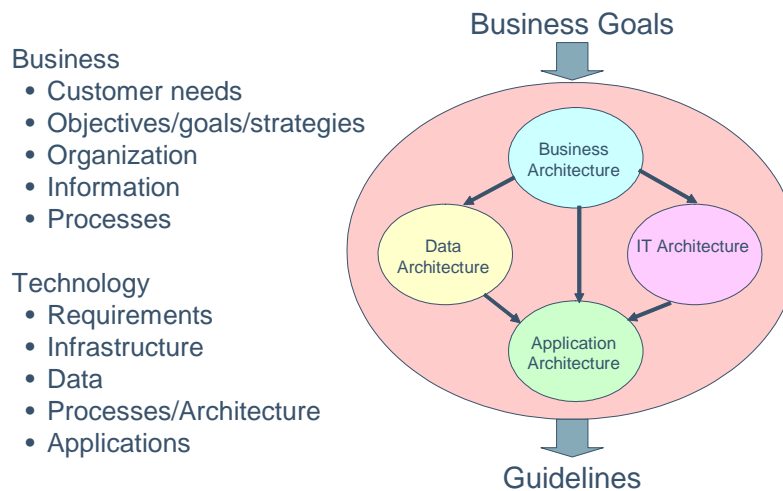 Business Goals
Business
• Customer needs
• Objectives/goals/strategies
• Organization
• Information
• Processes
Technology
• Requirements
• Infrastructure
• Data
• Processes/Architecture
• Applications
Business
Architecture
Data
Architecture
IT Architecture
Application
Architecture
Guidelines